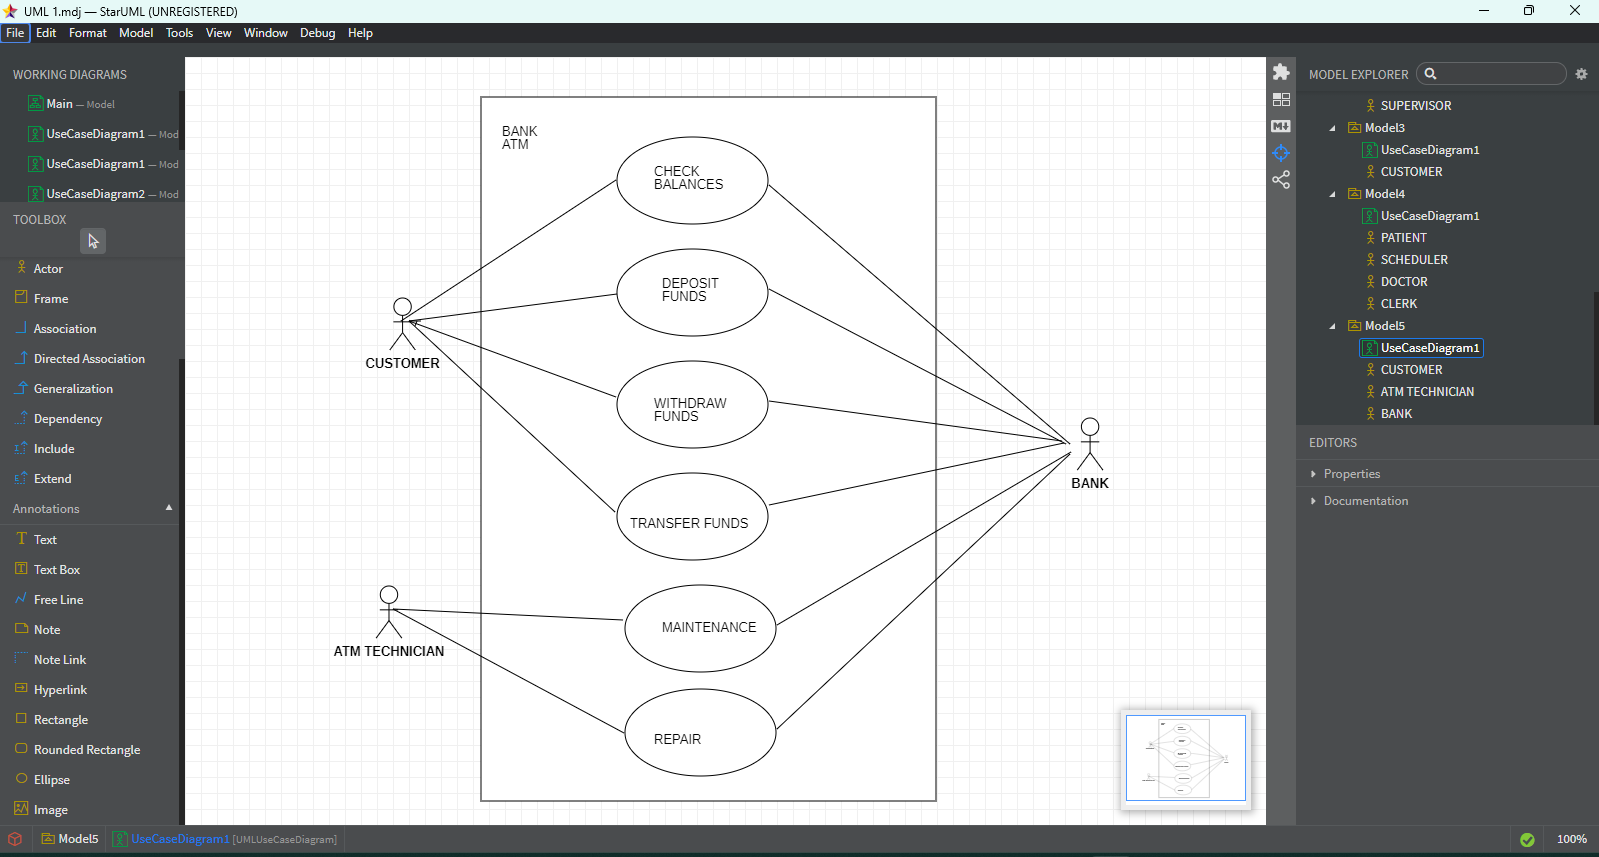 UML 1.mdj — StarUML (UNREGISTERED)
File Edit Format Model Tools View Window Debug Help
WORKING DIAGRAMS
Main — Model
UseCaseDiagram1 — Mod
UseCaseDiagram1 — Mod
UseCaseDiagram2 — Mod
TOOLBOX
Actor
Frame
Association
Directed Association
Generalization
Dependency
Include
Extend
Annotations
Text
Text Box
Free Line
Note
Note Link
Hyperlink
Rectangle
Rounded Rectangle
Ellipse
Image
BANK
ATM
CHECK
BALANCES
DEPOSIT
FUNDS
WITHDRAW
FUNDS
TRANSFER FUNDS
MAINTENANCE
REPAIR
CUSTOMER
ATM TECHNICIAN
BANK
MODEL EXPLORER
SUPERVISOR
Model3
UseCaseDiagram1
CUSTOMER
Model4
UseCaseDiagram1
PATIENT
SCHEDULER
DOCTOR
CLERK
Model5
UseCaseDiagram1
CUSTOMER
ATM TECHNICIAN
BANK
EDITORS
Properties
Documentation
Model5 UseCaseDiagram1 [UMLUseCaseDiagram]
100%